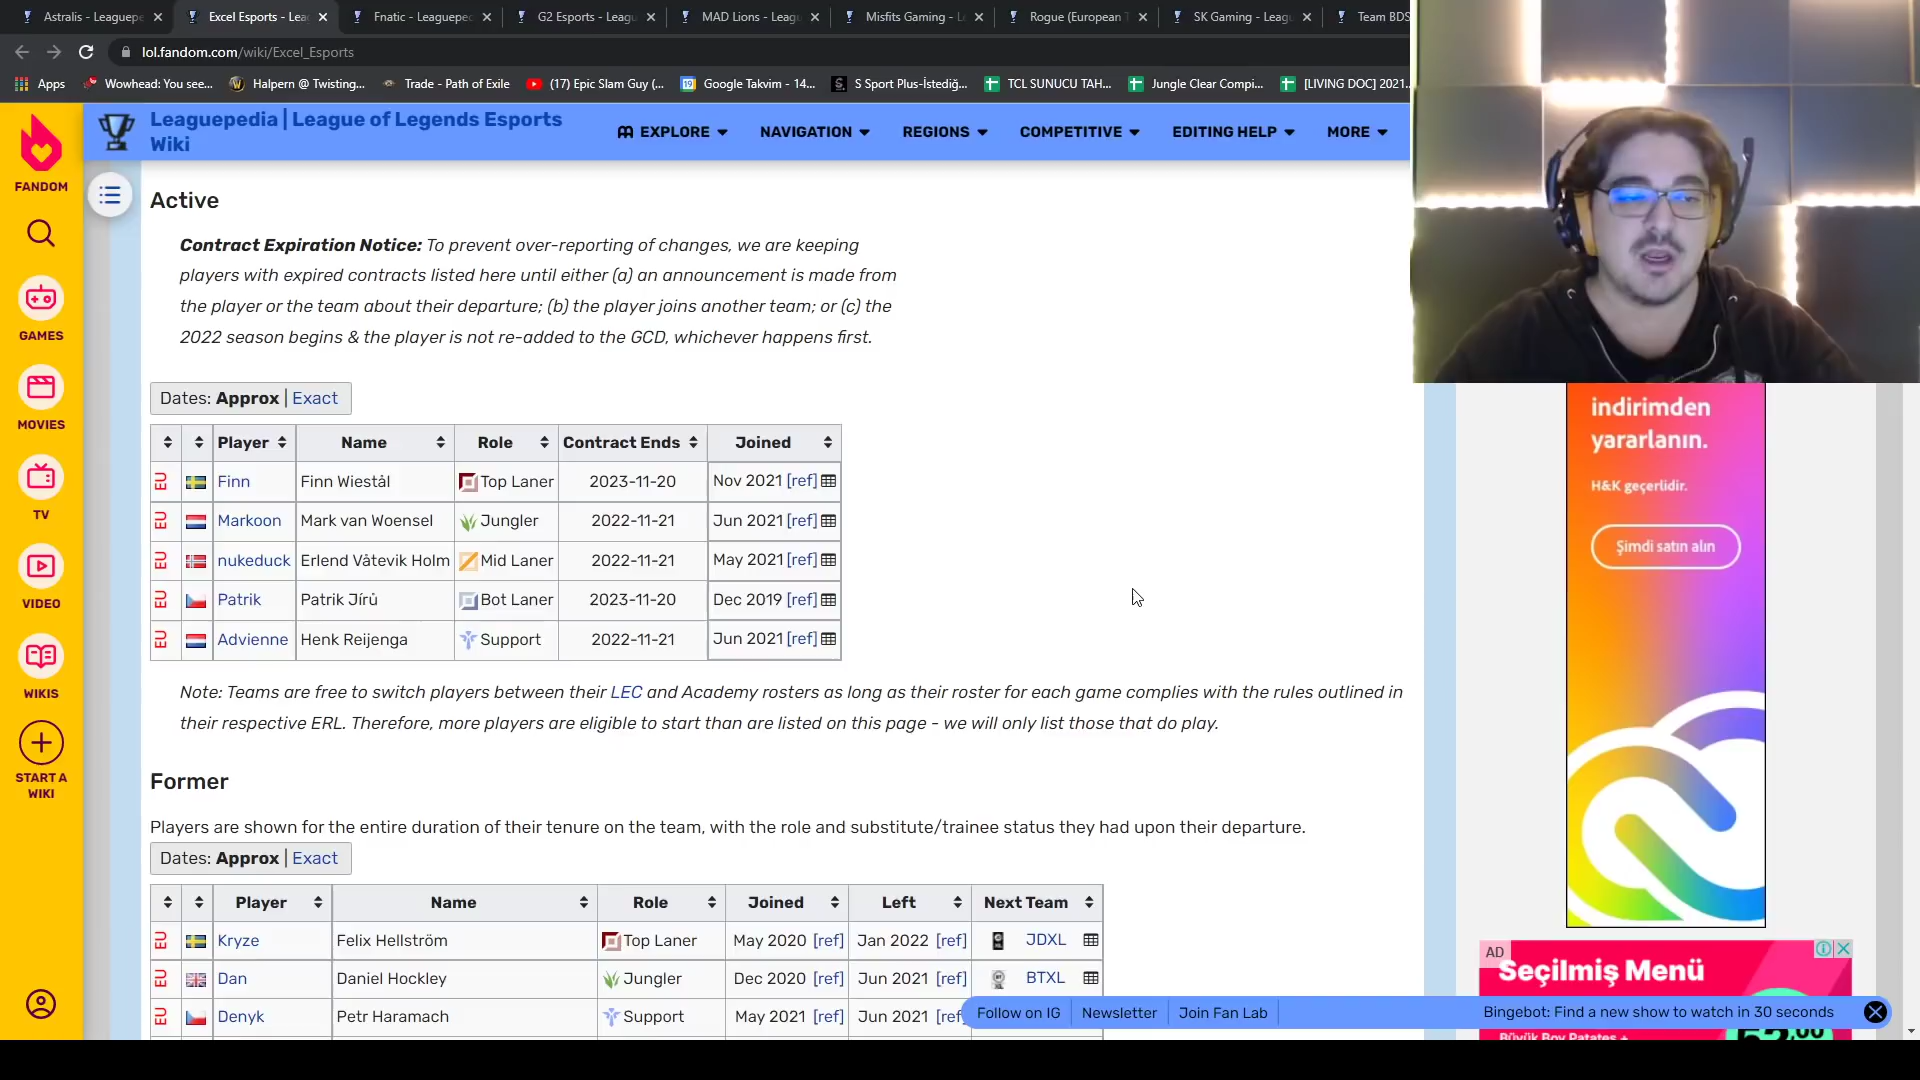 Astralis - Leaguepe
Excel Esports - Lea
Fnatic - Leaguepec
G2 Esports - Leagu
MAD Lions - Leagu
Misfits Gaming - L
Rogue (European T
SK Gaming - Leagu
Team BDS
lol.fandom.com/wiki/Excel_Esports
Apps
Wowhead: You see...
Halpern @ Twisting...
Trade - Path of Exile
(17) Epic Slam Guy (...
Google Takvim - 14...
S Sport Plus-İstediğ...
TCL SUNUCU TAH...
Jungle Clear Compi...
[LIVING DOC] 2021...
FANDOM
GAMES
MOVIES
TV
VIDEO
WIKIS
START A
WIKI
Leaguepedia | League of Legends Esports
Wiki
EXPLORE
NAVIGATION
REGIONS
COMPETITIVE
EDITING HELP
MORE
Active
Contract Expiration Notice: To prevent over-reporting of changes, we are keeping
players with expired contracts listed here until either (a) an announcement is made from
the player or the team about their departure; (b) the player joins another team; or (c) the
2022 season begins & the player is not re-added to the GCD, whichever happens first.
Dates: Approx | Exact
Player Name Role Contract Ends Joined
EU Finn Finn Wiestål Top Laner 2023-11-20 Nov 2021 [ref]
EU Markoon Mark van Woensel Jungler 2022-11-21 Jun 2021 [ref]
EU nukeduck Erlend Våtevik Holm Mid Laner 2022-11-21 May 2021 [ref]
EU Patrik Patrik Jírů Bot Laner 2023-11-20 Dec 2019 [ref]
EU Advienne Henk Reijenga Support 2022-11-21 Jun 2021 [ref]
Note: Teams are free to switch players between their LEC and Academy rosters as long as their roster for each game complies with the rules outlined in
their respective ERL. Therefore, more players are eligible to start than are listed on this page - we will only list those that do play.
Former
Players are shown for the entire duration of their tenure on the team, with the role and substitute/trainee status they had upon their departure.
Dates: Approx | Exact
Player Name Role Joined Left Next Team
EU Kryze Felix Hellström Top Laner May 2020 [ref] Jan 2022 [ref] JDXL
EU Dan Daniel Hockley Jungler Dec 2020 [ref] Jun 2021 [ref] BTXL
EU Denyk Petr Haramach Support May 2021 [ref] Jun 2021 [ref
Follow on IG
Newsletter
Join Fan Lab
Bingebot: Find a new show to watch in 30 seconds
indirimden
yararlanın.
H&K geçerlidir.
Şimdi satın alın
AD
Seçilmiş Menü
Büyük Boy Patates +